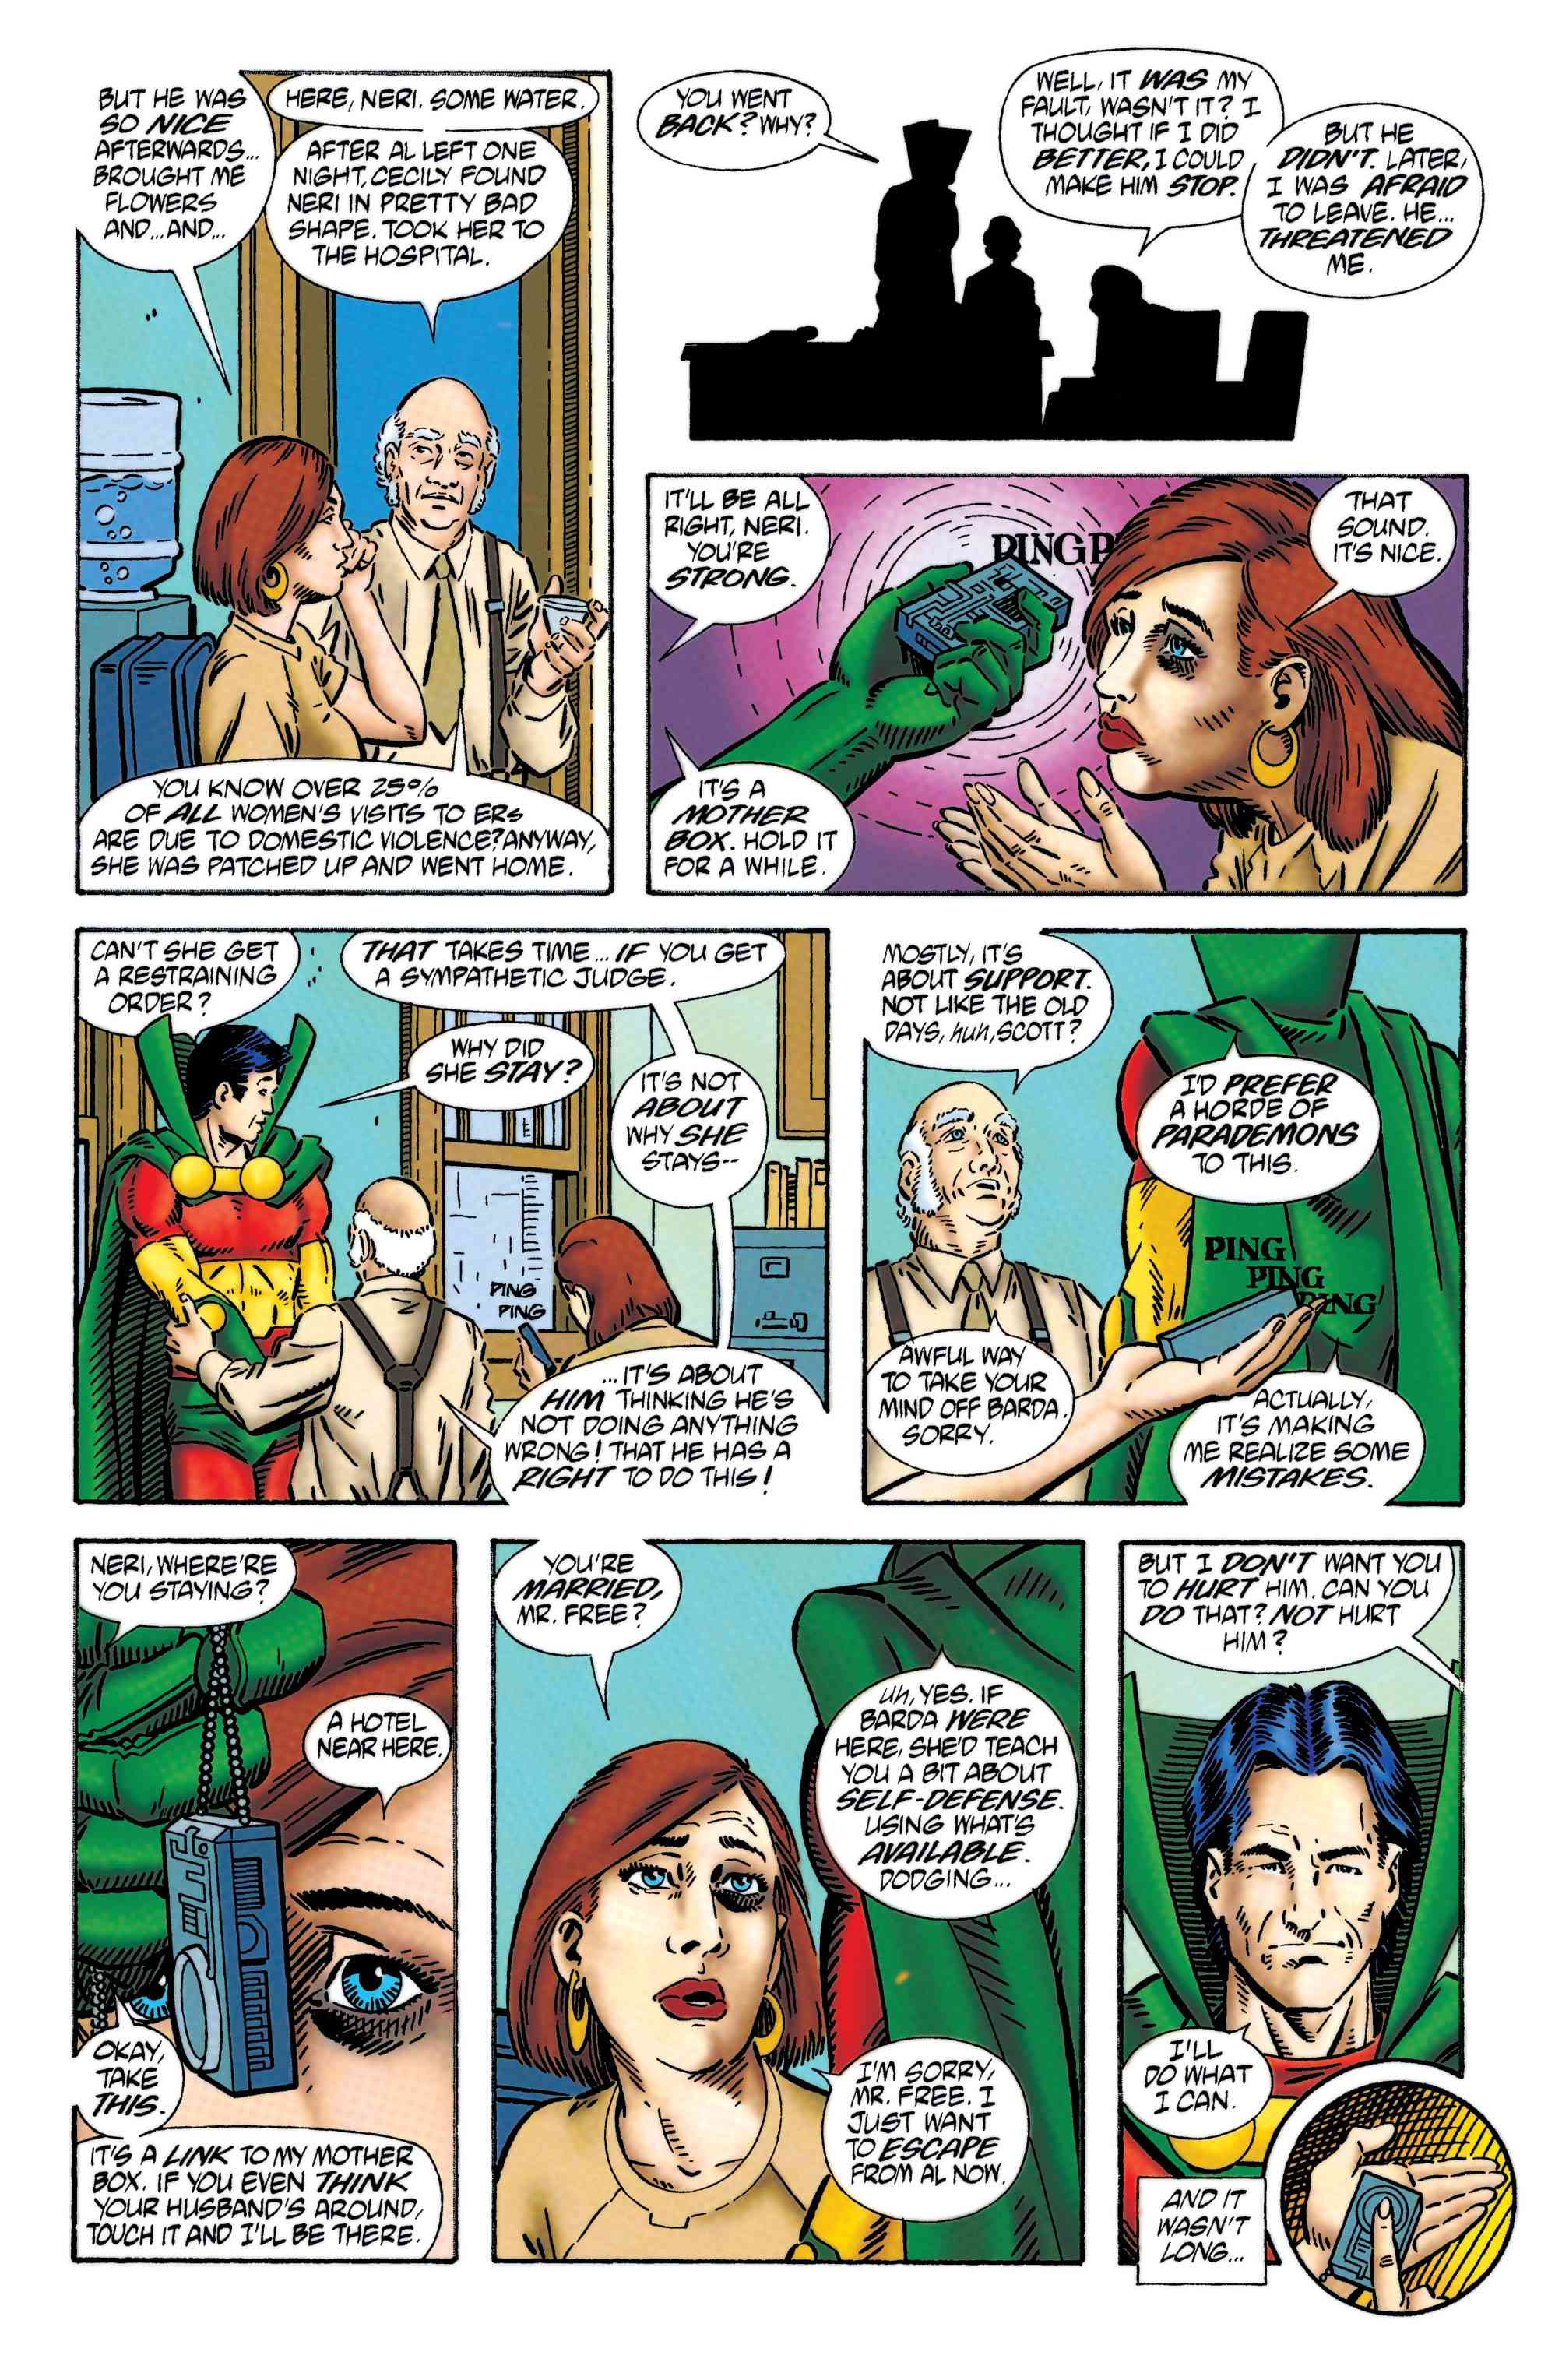 BUT HE WAS
SO NICE
AFTERWARDS...
BROUGHT ME
FLOWERS
AND...AND...
HERE, NERI. SOME WATER.
AFTER AL LEFT ONE
NIGHT, CECILY FOUND
NERI IN PRETTY BAD
SHAPE. TOOK HER TO
THE HOSPITAL.
YOU KNOW OVER 25%
OF ALL WOMEN'S VISITS TO ERs
ARE DUE TO DOMESTIC VIOLENCE? ANYWAY,
SHE WAS PATCHED UP AND WENT HOME.
YOU WENT
BACK? WHY?
WELL, IT WAS MY
FAULT, WASN'T IT? I
THOUGHT IF I DID
BETTER, I COULD
MAKE HIM STOP.
BUT HE
DIDN'T. LATER,
I WAS AFRAID
TO LEAVE. HE...
THREATENED
ME.
IT'LL BE ALL
RIGHT, NERI.
YOU'RE
STRONG.
PINGP
THAT
SOUND.
IT'S NICE.
IT'S A
MOTHER
BOX. HOLD IT
FOR A WHILE.
CAN'T SHE GET
A RESTRAINING
ORDER?
THAT TAKES TIME... IF YOU GET
A SYMPATHETIC JUDGE.
WHY DID
SHE STAY?
IT'S NOT
ABOUT
WHY SHE
STAYS--
PING
PING
...IT'S ABOUT
HIM THINKING HE'S
NOT DOING ANYTHING
WRONG! THAT HE HAS A
RIGHT TO DO THIS!
MOSTLY, IT'S
ABOUT SUPPORT.
NOT LIKE THE OLD
DAYS, huh, SCOTT?
I'D PREFER
A HORDE OF
PARADEMONS
TO THIS.
PING
PING
PING
AWFUL WAY
TO TAKE YOUR
MIND OFF BARDA.
SORRY.
ACTUALLY,
IT'S MAKING
ME REALIZE SOME
MISTAKES.
NERI, WHERE'RE
YOU STAYING?
A HOTEL
NEAR HERE.
OKAY,
TAKE
THIS.
IT'S A LINK TO MY MOTHER
BOX. IF YOU EVEN THINK
YOUR HUSBAND'S AROUND,
TOUCH IT AND I'LL BE THERE.
YOU'RE
MARRIED,
MR. FREE?
uh, YES. IF
BARDA WERE
HERE, SHE'D TEACH
YOU A BIT ABOUT
SELF-DEFENSE.
USING WHAT'S
AVAILABLE.
DODGING...
I'M SORRY,
MR. FREE. I
JUST WANT
TO ESCAPE
FROM AL NOW.
BUT I DON'T WANT YOU
TO HURT HIM. CAN YOU
DO THAT? NOT HURT
HIM?
I'LL
DO WHAT
I CAN.
AND IT
WASN'T
LONG...